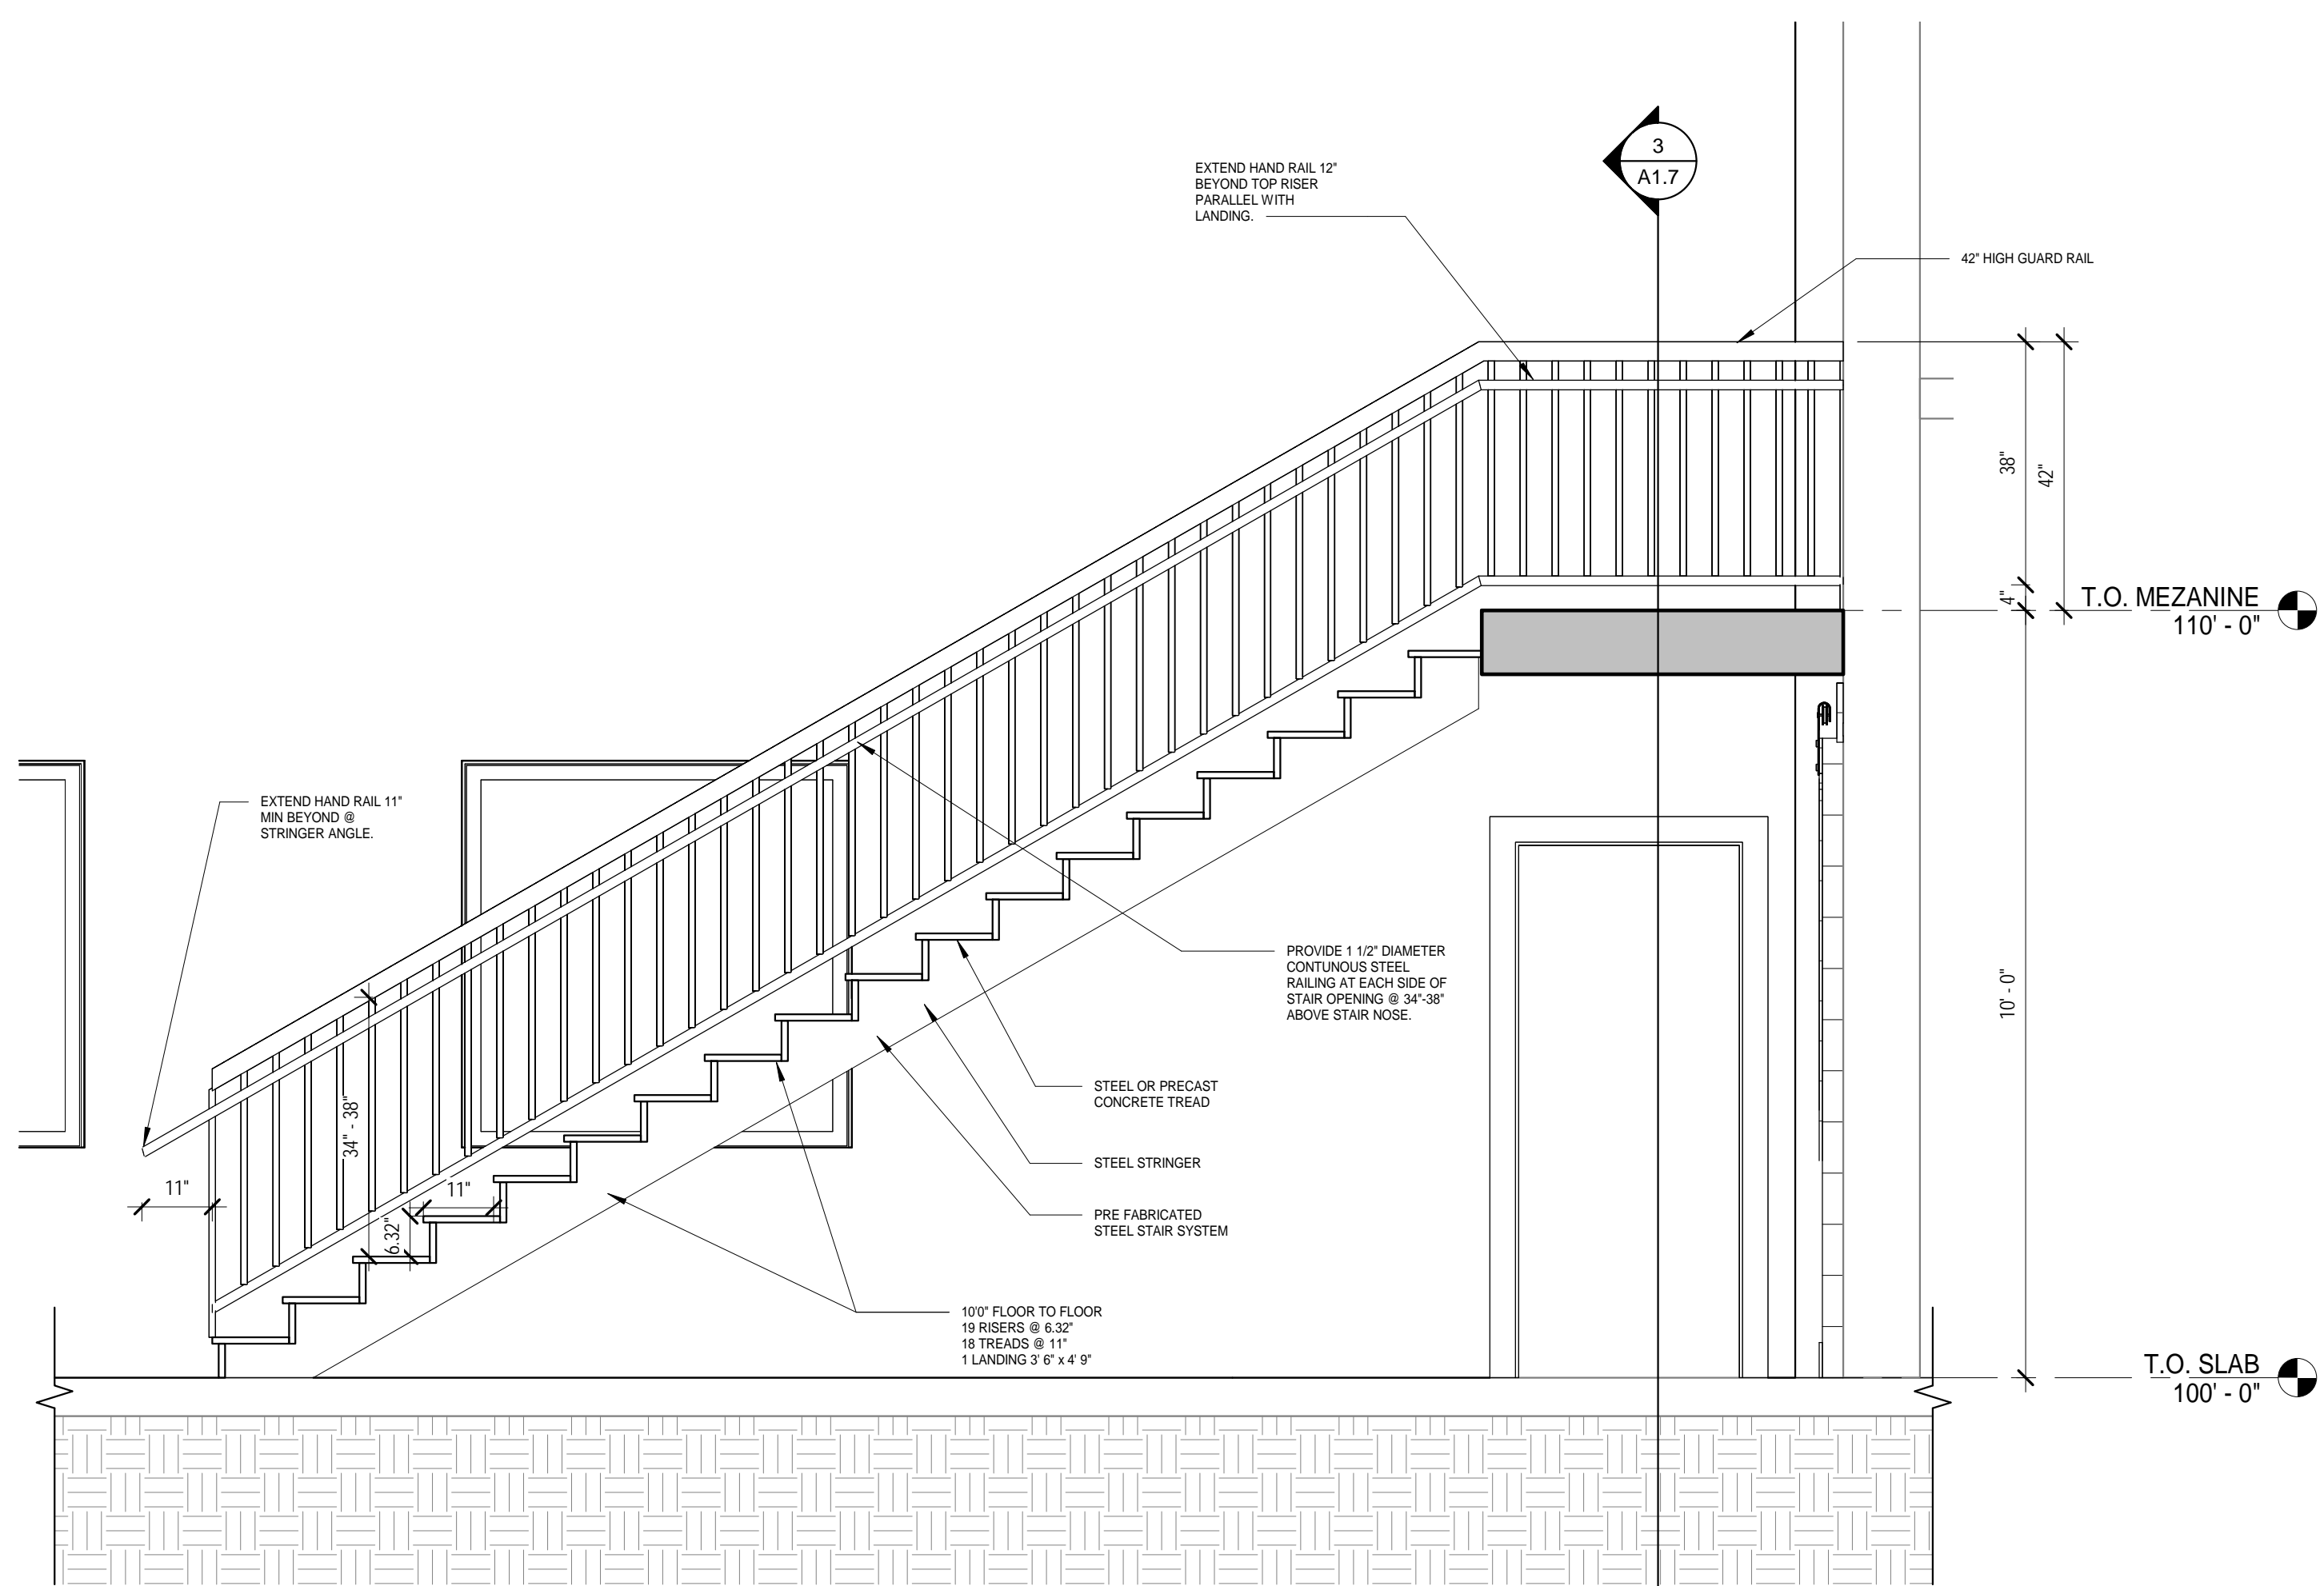 3
A1.7
EXTEND HAND RAIL 12"
BEYOND TOP RISER
PARALLEL WITH
LANDING.
42" HIGH GUARD RAIL
38"
42"
4"
T.O. MEZANINE
110' - 0"
EXTEND HAND RAIL 11"
MIN BEYOND @
STRINGER ANGLE.
PROVIDE 1 1/2" DIAMETER
CONTUNOUS STEEL
RAILING AT EACH SIDE OF
STAIR OPENING @ 34"-38"
ABOVE STAIR NOSE.
10' - 0"
STEEL OR PRECAST
CONCRETE TREAD
34" - 38"
STEEL STRINGER
11"
11"
6.32"
PRE FABRICATED
STEEL STAIR SYSTEM
10'0" FLOOR TO FLOOR
19 RISERS @ 6.32"
18 TREADS @ 11"
1 LANDING 3' 6" x 4' 9"
T.O. SLAB
100' - 0"